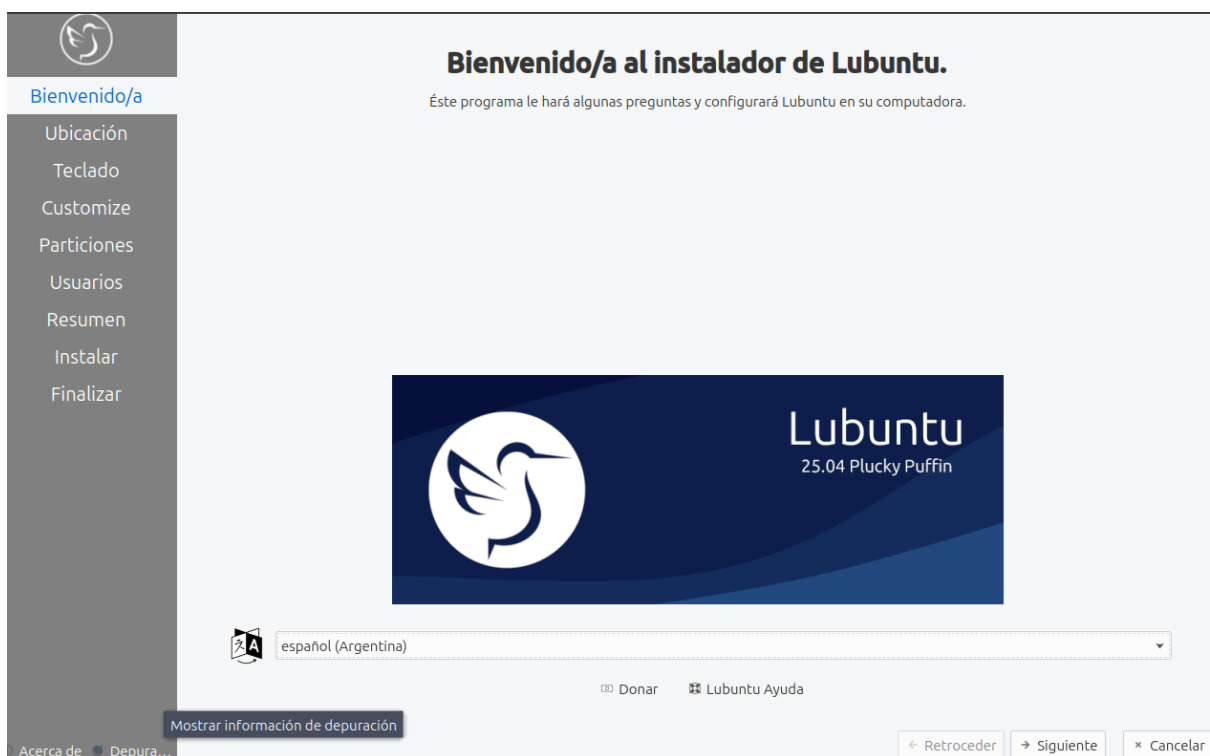 Bienvenido/a
Ubicación
Teclado
Customize
Particiones
Usuarios
Resumen
Instalar
Finalizar
Bienvenido/a al instalador de Lubuntu.
Éste programa le hará algunas preguntas y configurará Lubuntu en su computadora.
Lubuntu
25.04 Plucky Puffin
A
español (Argentina)
Donar Lubuntu Ayuda
Mostrar información de depuración
Acerca de Depura...
Retroceder Siguiente Cancelar